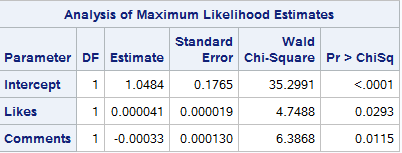 Analysis of Maximum Likelihood Estimates
Parameter DF Estimate Standard Error Wald Chi-Square Pr > ChiSq
Intercept 1 1.0484 0.1765 35.2991 <.0001
Likes 1 0.000041 0.000019 4.7488 0.0293
Comments 1 -0.00033 0.000130 6.3868 0.0115